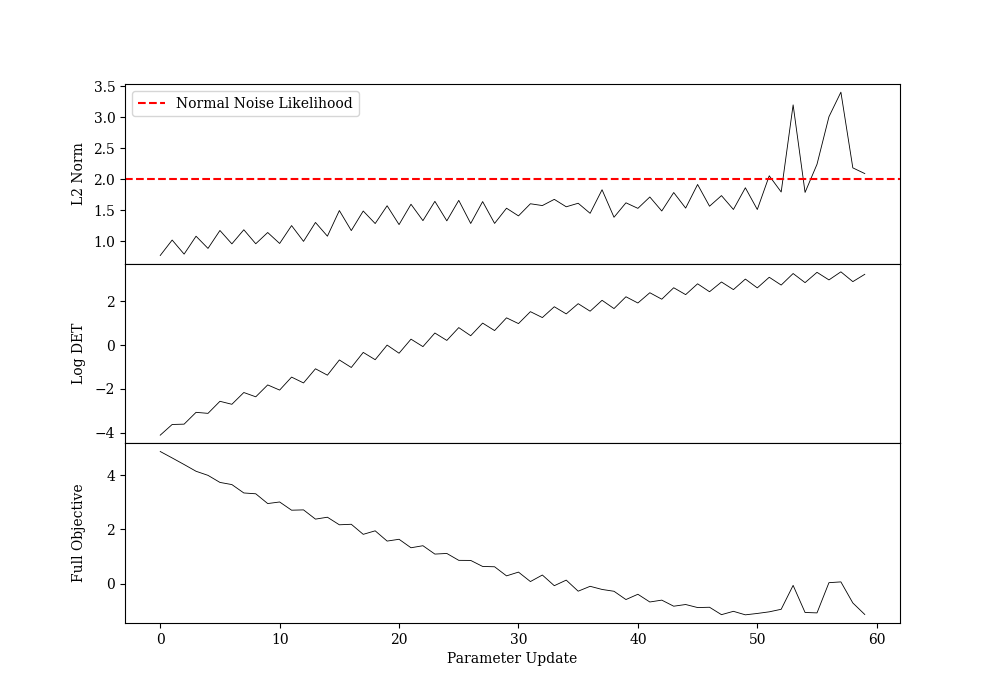 3.5
Normal Noise Likelihood
3.0
2.5
L2 Norm
2.0
1.5
1.0
2
Log DET
0
−2
−4
4
Full Objective
2
0
0 10 20 30 40 50 60
Parameter Update